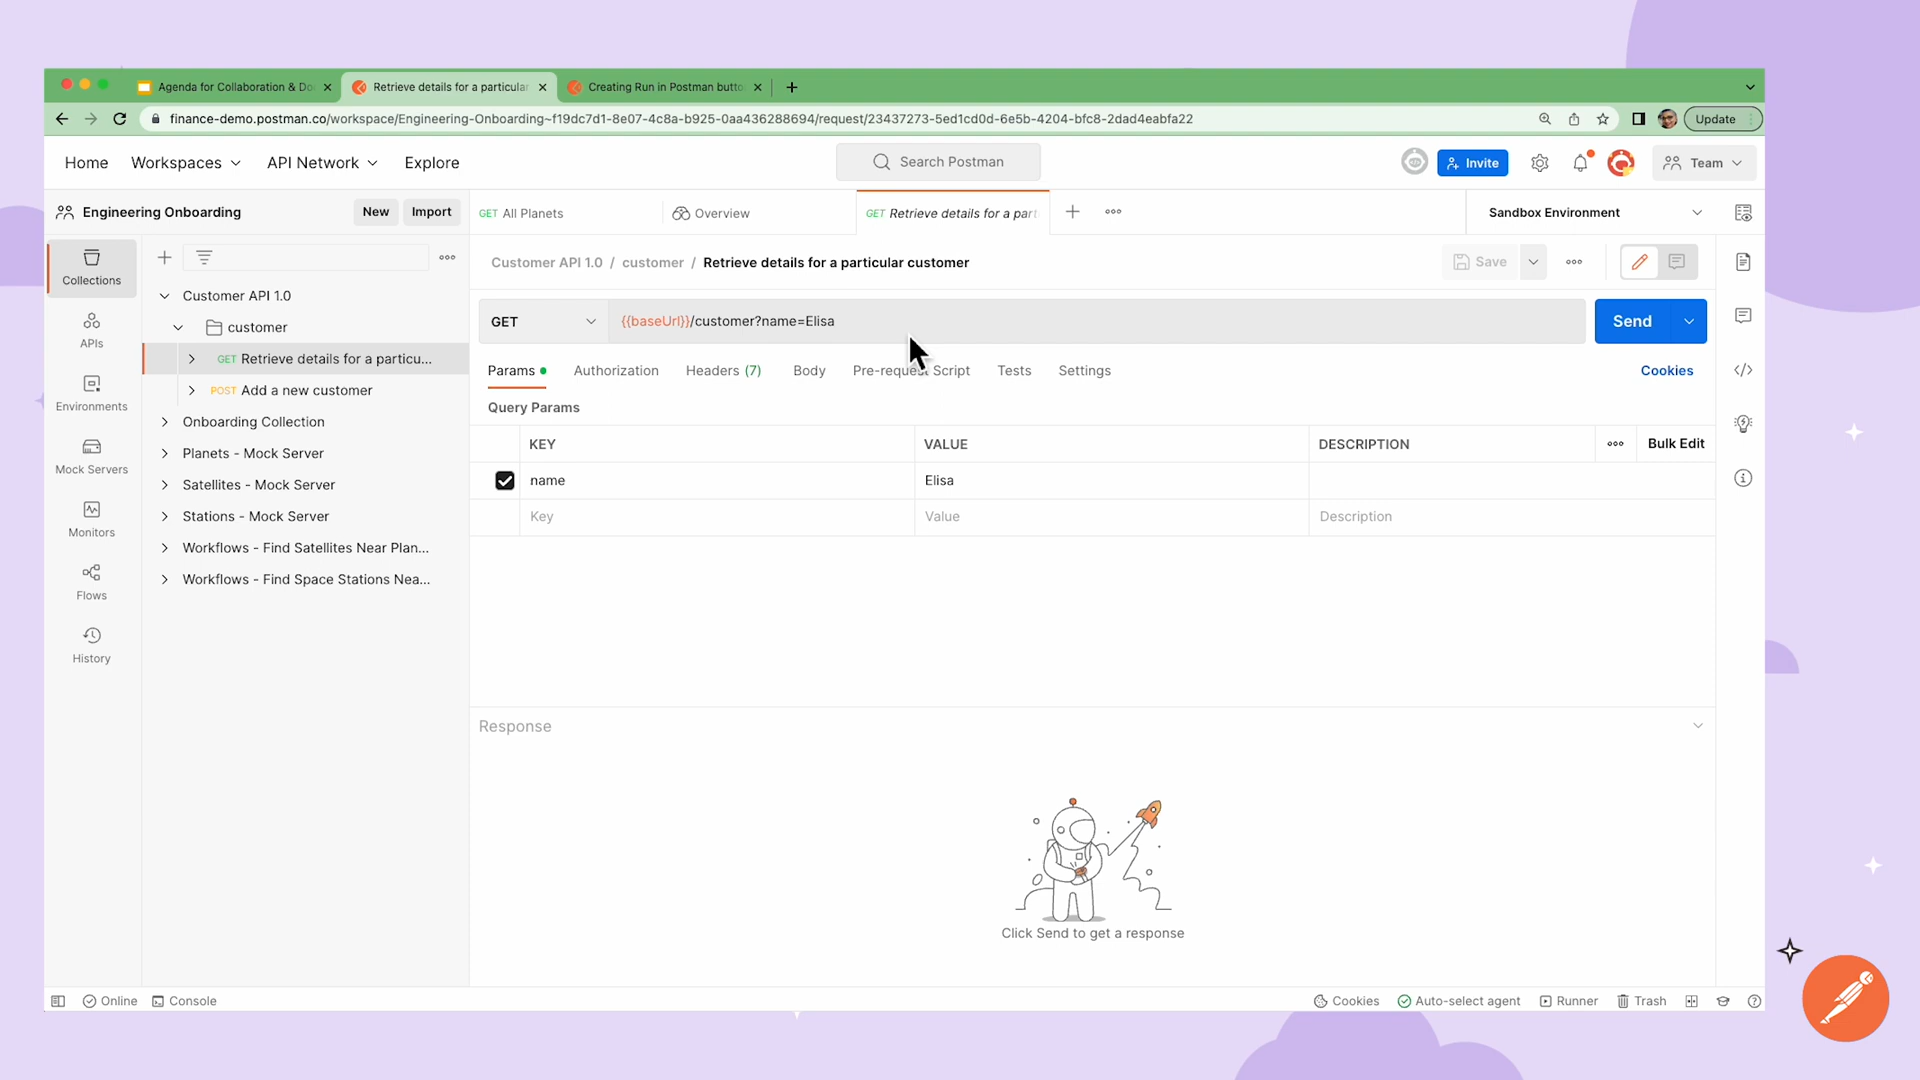 Agenda for Collaboration & Do
Retrieve details for a particular
Creating Run in Postman butto
finance-demo.postman.co/workspace/Engineering-Onboarding~f19dc7d1-8e07-4c8a-b925-0aa436288694/request/23437273-5ed1cd0d-6e5b-4204-bfc8-2dad4eabfa22
Update
Home
Workspaces
API Network
Explore
Search Postman
Invite
Team
Engineering Onboarding
New
Import
GET All Planets
Overview
GET Retrieve details for a part
Sandbox Environment
Collections
APIs
Environments
Mock Servers
Monitors
Flows
History
Customer API 1.0
customer
GET Retrieve details for a particu...
POST Add a new customer
Onboarding Collection
Planets - Mock Server
Satellites - Mock Server
Stations - Mock Server
Workflows - Find Satellites Near Plan...
Workflows - Find Space Stations Nea...
Customer API 1.0 / customer / Retrieve details for a particular customer
Save
GET
{{baseUrl}}/customer?name=Elisa
Send
Params
Authorization
Headers (7)
Body
Pre-request Script
Tests
Settings
Cookies
Query Params
KEY
VALUE
DESCRIPTION
Bulk Edit
name
Elisa
Key
Value
Description
Response
Click Send to get a response
Online
Console
Cookies
Auto-select agent
Runner
Trash